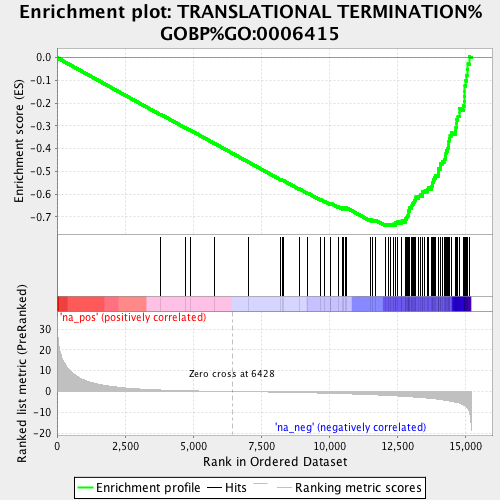 Enrichment plot: TRANSLATIONAL TERMINATION%
GOBP%GO:0006415
Enrichment score (ES)
0.0
-0.1
-0.2
-0.3
-0.4
-0.5
-0.6
-0.7
'na_pos' (positively correlated)
Ranked list metric (PreRanked)
30
20
10
0
-10
-20
Zero cross at 6428
'na_neg' (negatively correlated)
0
2,500
5,000
7,500
10,000
12,500
15,000
Rank in Ordered Dataset
Enrichment profile
Hits
Ranking metric scores